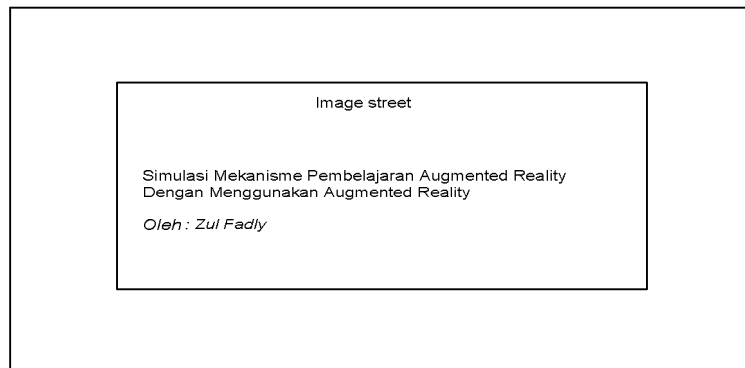 Image street
Simulasi Mekanisme Pembelajaran Augmented Reality
Dengan Menggunakan Augmented Reality
Oleh : Zul Fadly